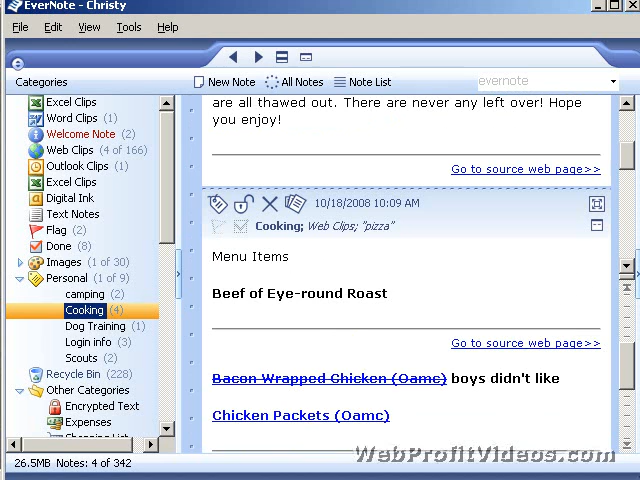 EverNote - Christy
File Edit View Tools Help
Categories
New Note All Notes Note List evernote
Excel Clips
Word Clips (1)
Welcome Note (2)
Web Clips (4 of 166)
Outlook Clips (1)
Excel Clips
Digital Ink
Text Notes
Flag (2)
Done (8)
Images (1 of 30)
Personal (1 of 9)
camping (2)
Cooking (4)
Dog Training (1)
Login info (3)
Scouts (2)
Recycle Bin (228)
Other Categories
Encrypted Text
Expenses
Shopping List
are all thawed out. There are never any left over! Hope
you enjoy!
Go to source web page>>
10/18/2008 10:09 AM
Cooking; Web Clips; "pizza"
Menu Items
Beef of Eye-round Roast
Go to source web page>>
Bacon Wrapped Chicken (Oamc) boys didn't like
Chicken Packets (Oamc)
WebProfitVideos.com
26.5MB Notes: 4 of 342